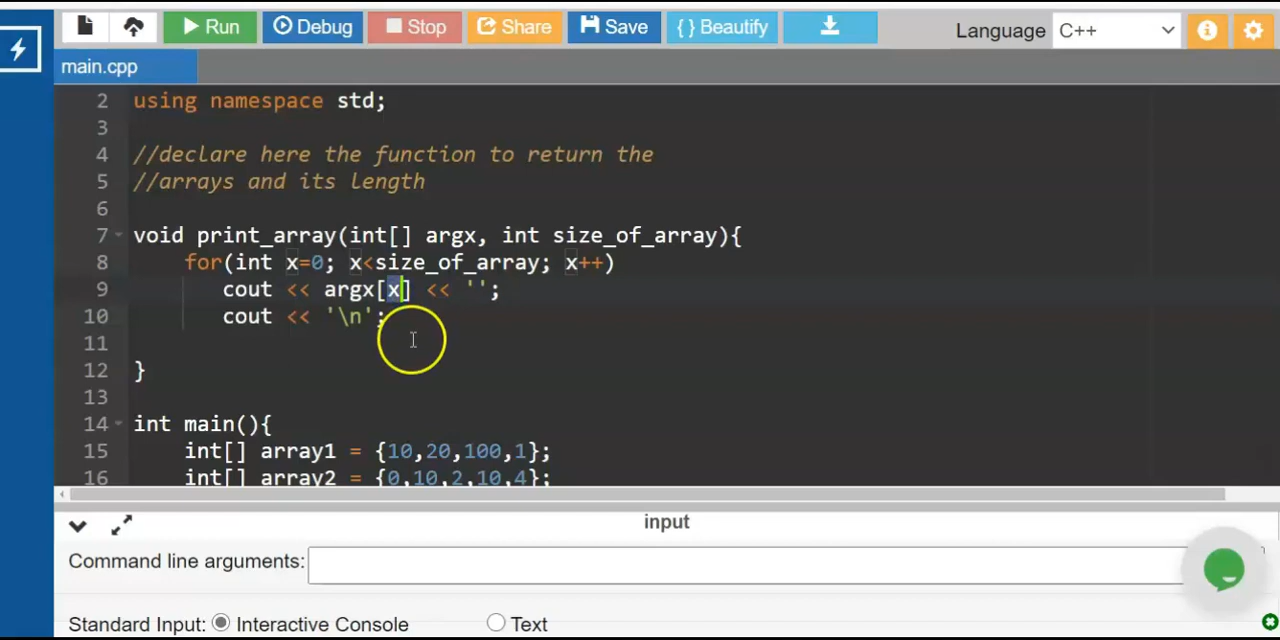 Run Debug Stop Share Save { } Beautify Language C++
main.cpp
2 using namespace std;
3
4 //declare here the function to return the
5 //arrays and its length
6
7 void print_array(int[] argx, int size_of_array){
8 for(int x=0; x<size_of_array; x++)
9 cout << argx[x] << '';
10 cout << '\n';
11
12 }
13
14 int main(){
15 int[] array1 = {10,20,100,1};
16 int[] array2 = {0,10,2,10,4};
input
Command line arguments:
Standard Input: Interactive Console Text